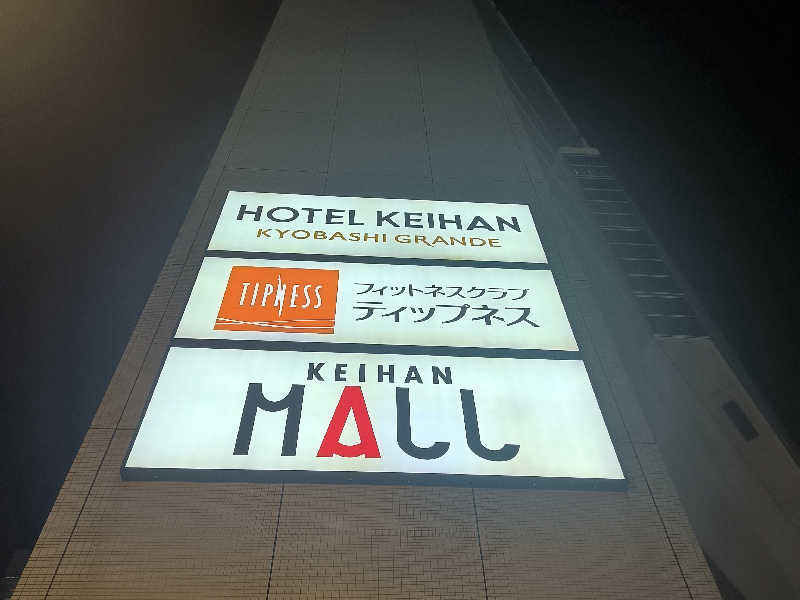 HOTEL KEIHAN
KYOBASHI GRANDE
TIPNESS
フィットネスクラブ
ティップネス
KEIHAN
MALL